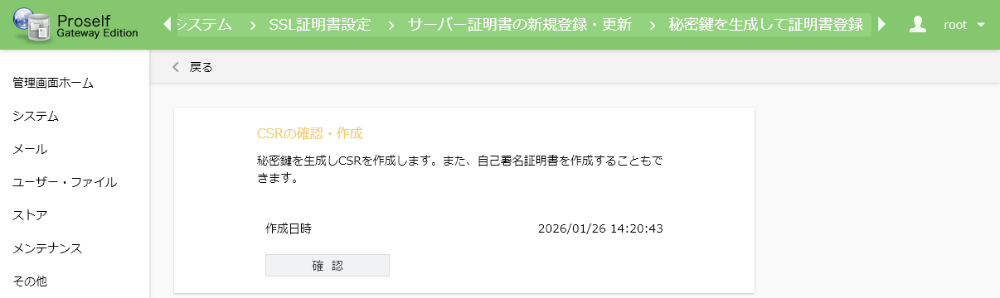 Proself
Gateway Edition
システム > SSL証明書設定 > サーバー証明書の新規登録・更新 > 秘密鍵を生成して証明書登録
root
戻る
管理画面ホーム
システム
メール
ユーザー・ファイル
ストア
メンテナンス
その他
CSRの確認・作成
秘密鍵を生成しCSRを作成します。また、自己署名証明書を作成することもで
きます。
作成日時 2026/01/26 14:20:43
確 認